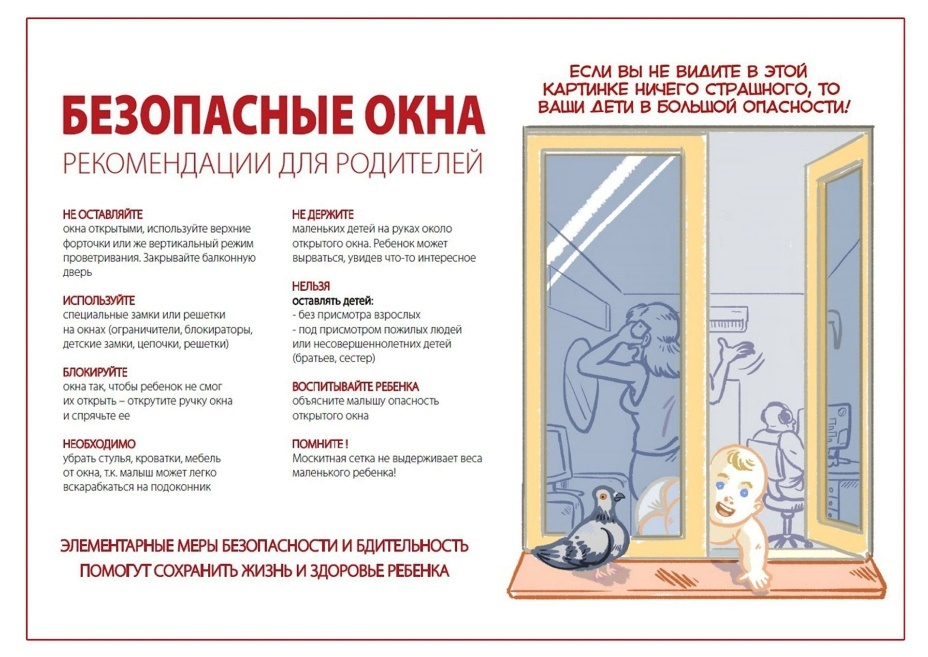 БЕЗОПАСНЫЕ ОКНА
РЕКОМЕНДАЦИИ ДЛЯ РОДИТЕЛЕЙ
НЕ ОСТАВЛЯЙТЕ
окна открытыми, используйте верхние
форточки или же вертикальный режим
проветривания. Закрывайте балконную
дверь
ИСПОЛЬЗУЙТЕ
специальные замки или решетки
на окнах (ограничители, блокираторы,
детские замки, цепочки, решетки)
БЛОКИРУЙТЕ
окна так, чтобы ребенок не смог
их открыть – открутите ручку окна
и спрячьте ее
НЕОБХОДИМО
убрать стулья, кроватки, мебель
от окна, т.к. малыш может легко
вскарабкаться на подоконник
НЕ ДЕРЖИТЕ
маленьких детей на руках около
открытого окна. Ребенок может
вырваться, увидев что-то интересное
НЕЛЬЗЯ
оставлять детей:
- без присмотра взрослых
- под присмотром пожилых людей
или несовершеннолетних детей
(братьев, сестер)
ВОСПИТЫВАЙТЕ РЕБЕНКА
объясните малышу опасность
открытого окна
ПОМНИТЕ !
Москитная сетка не выдерживает веса
маленького ребенка!
ЭЛЕМЕНТАРНЫЕ МЕРЫ БЕЗОПАСНОСТИ И БДИТЕЛЬНОСТЬ
ПОМОГУТ СОХРАНИТЬ ЖИЗНЬ И ЗДОРОВЬЕ РЕБЕНКА
ЕСЛИ ВЫ НЕ ВИДИТЕ В ЭТОЙ
КАРТИНКЕ НИЧЕГО СТРАШНОГО, ТО
ВАШИ ДЕТИ В БОЛЬШОЙ ОПАСНОСТИ!